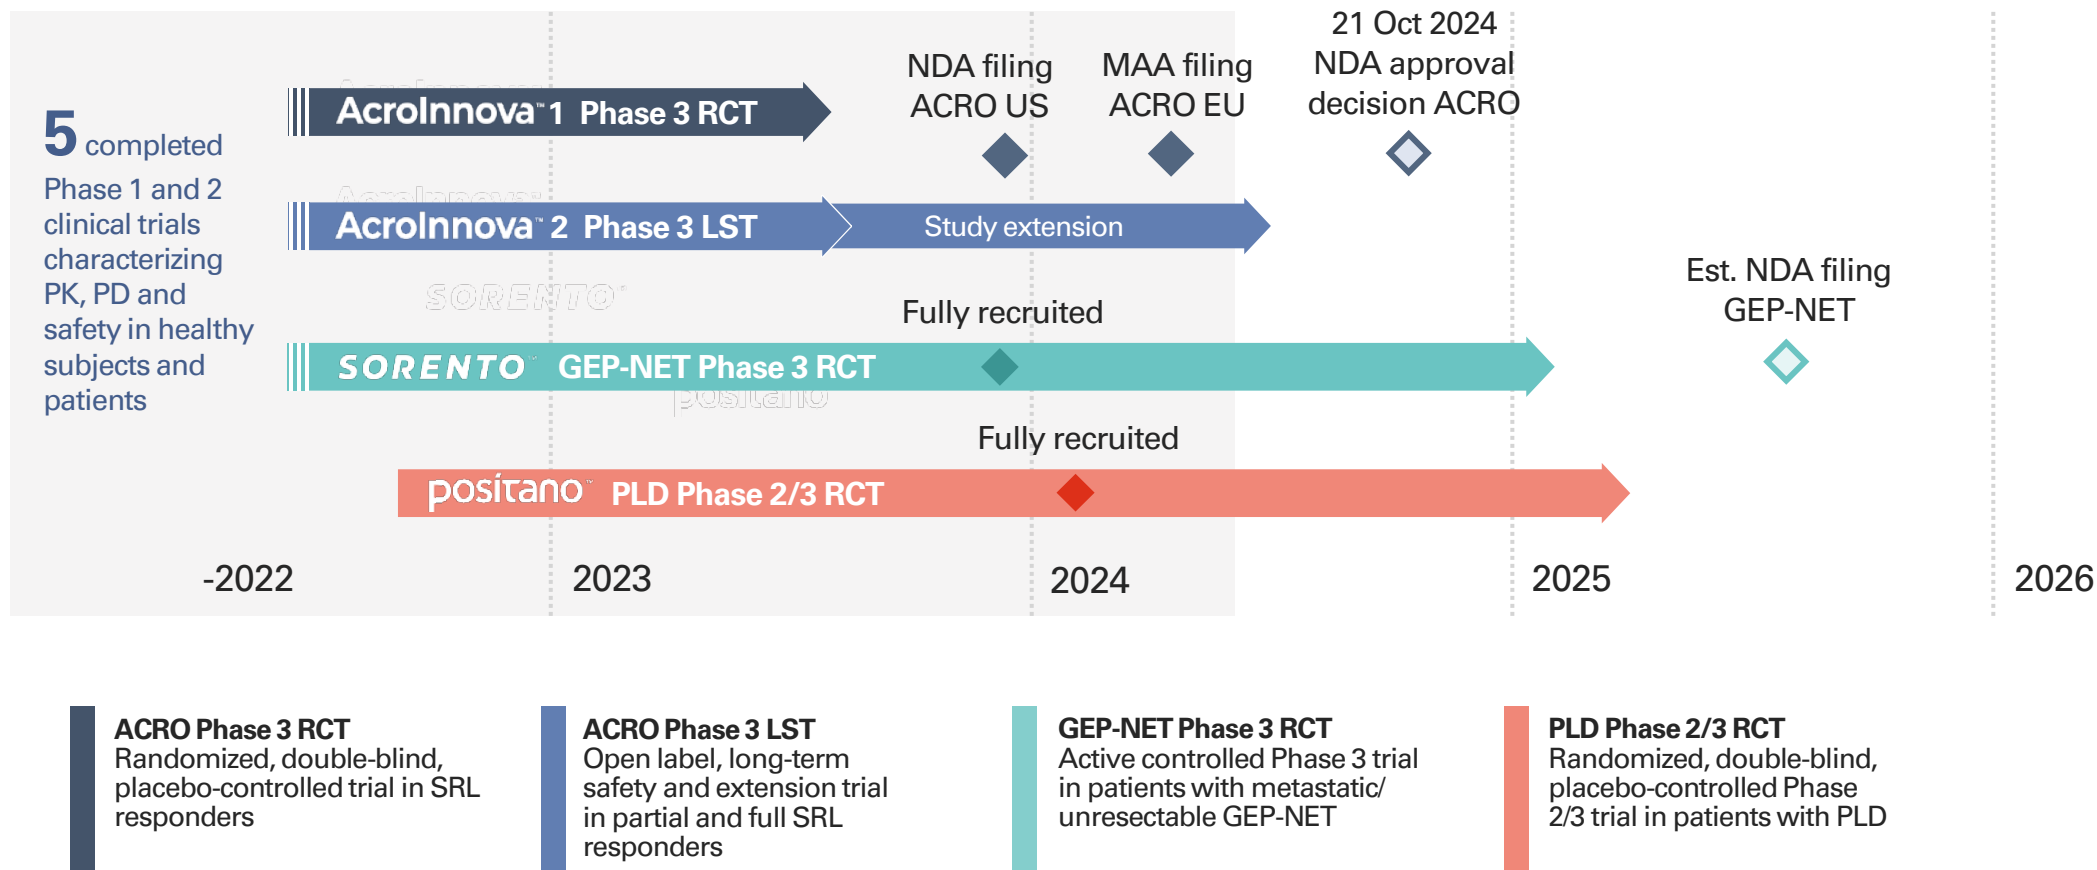 5 completed
Phase 1 and 2
clinical trials
characterizing
PK, PD and
safety in healthy
subjects and
patients
AcroInnova™ 1 Phase 3 RCT
NDA filing
ACRO US
MAA filing
ACRO EU
21 Oct 2024
NDA approval
decision ACRO
AcroInnova™ 2 Phase 3 LST
Study extension
SORENTO™
Fully recruited
Est. NDA filing
GEP-NET
SORENTO™ GEP-NET Phase 3 RCT
positano
Fully recruited
positano™ PLD Phase 2/3 RCT
-2022
2023
2024
2025
2026
ACRO Phase 3 RCT
Randomized, double-blind,
placebo-controlled trial in SRL
responders
ACRO Phase 3 LST
Open label, long-term
safety and extension trial
in partial and full SRL
responders
GEP-NET Phase 3 RCT
Active controlled Phase 3 trial
in patients with metastatic/
unresectable GEP-NET
PLD Phase 2/3 RCT
Randomized, double-blind,
placebo-controlled Phase
2/3 trial in patients with PLD